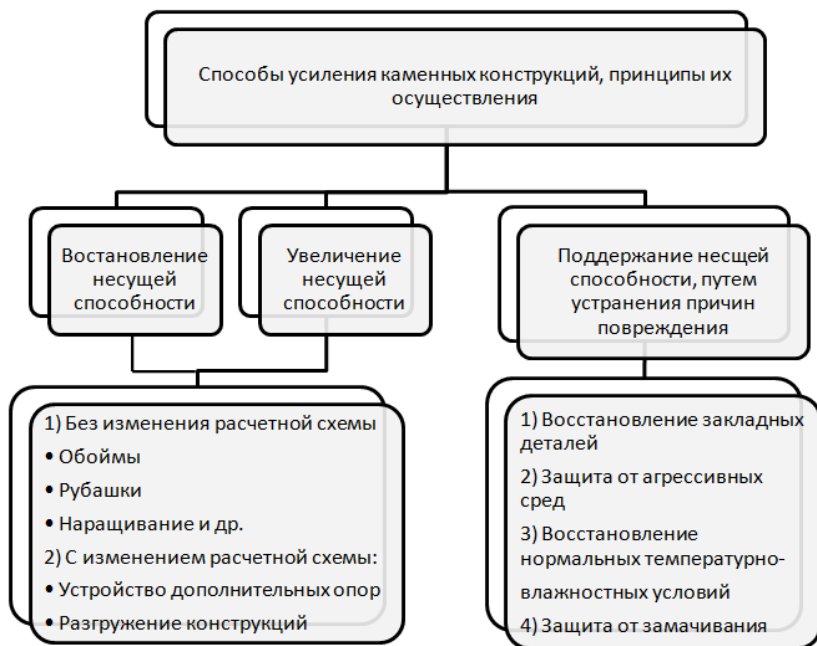 Способы усиления каменных конструкций, принципы их
осуществления
Востановление
несущей
способности
Увеличение
несущей
способности
Поддержание несщей
способности, путем
устранения причин
повреждения
1) Без изменения расчетной схемы
• Обоймы
• Рубашки
• Наращивание и др.
2) С изменением расчетной схемы:
• Устройство дополнительных опор
• Разгружение конструкций
1) Восстановление закладных
деталей
2) Защита от агрессивных
сред
3) Восстановление
нормальных температурно-
влажностных условий
4) Защита от замачивания